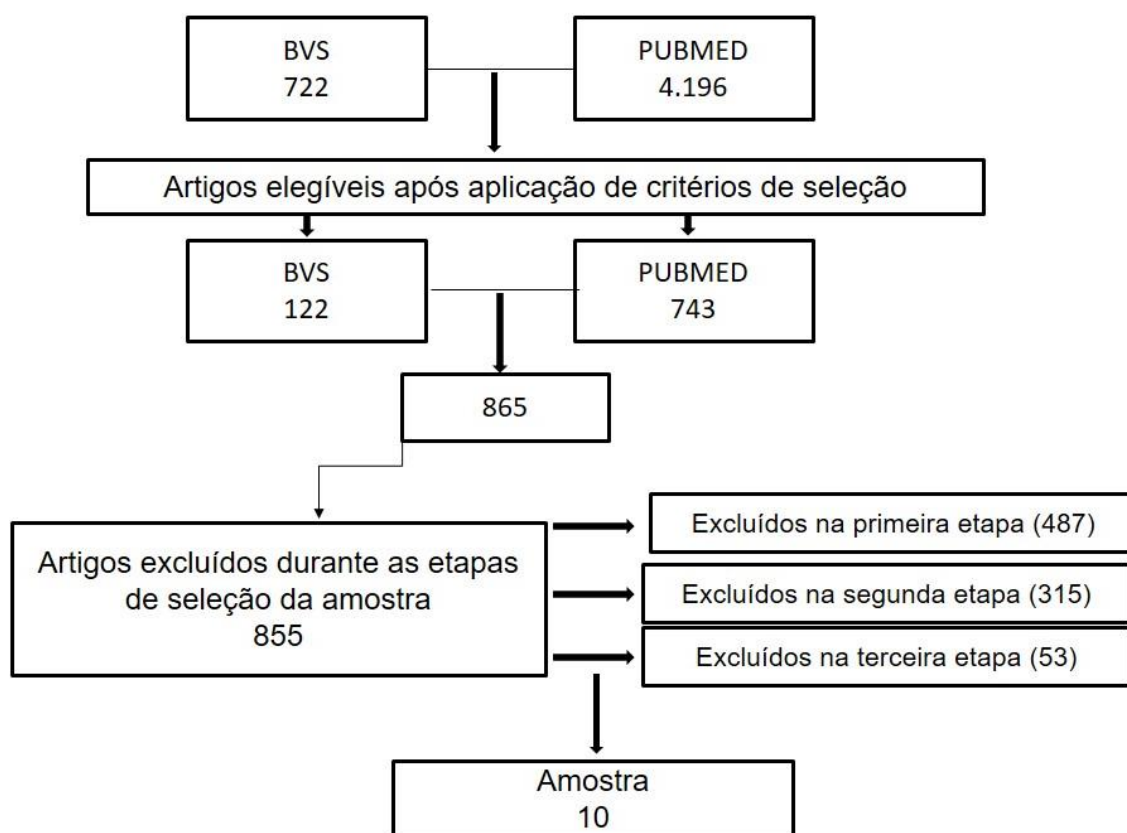 BVS
722
PUBMED
4.196
Artigos elegíveis após aplicação de critérios de seleção
BVS
122
PUBMED
743
865
Artigos excluídos durante as etapas
de seleção da amostra
855
Excluídos na primeira etapa (487)
Excluídos na segunda etapa (315)
Excluídos na terceira etapa (53)
Amostra
10